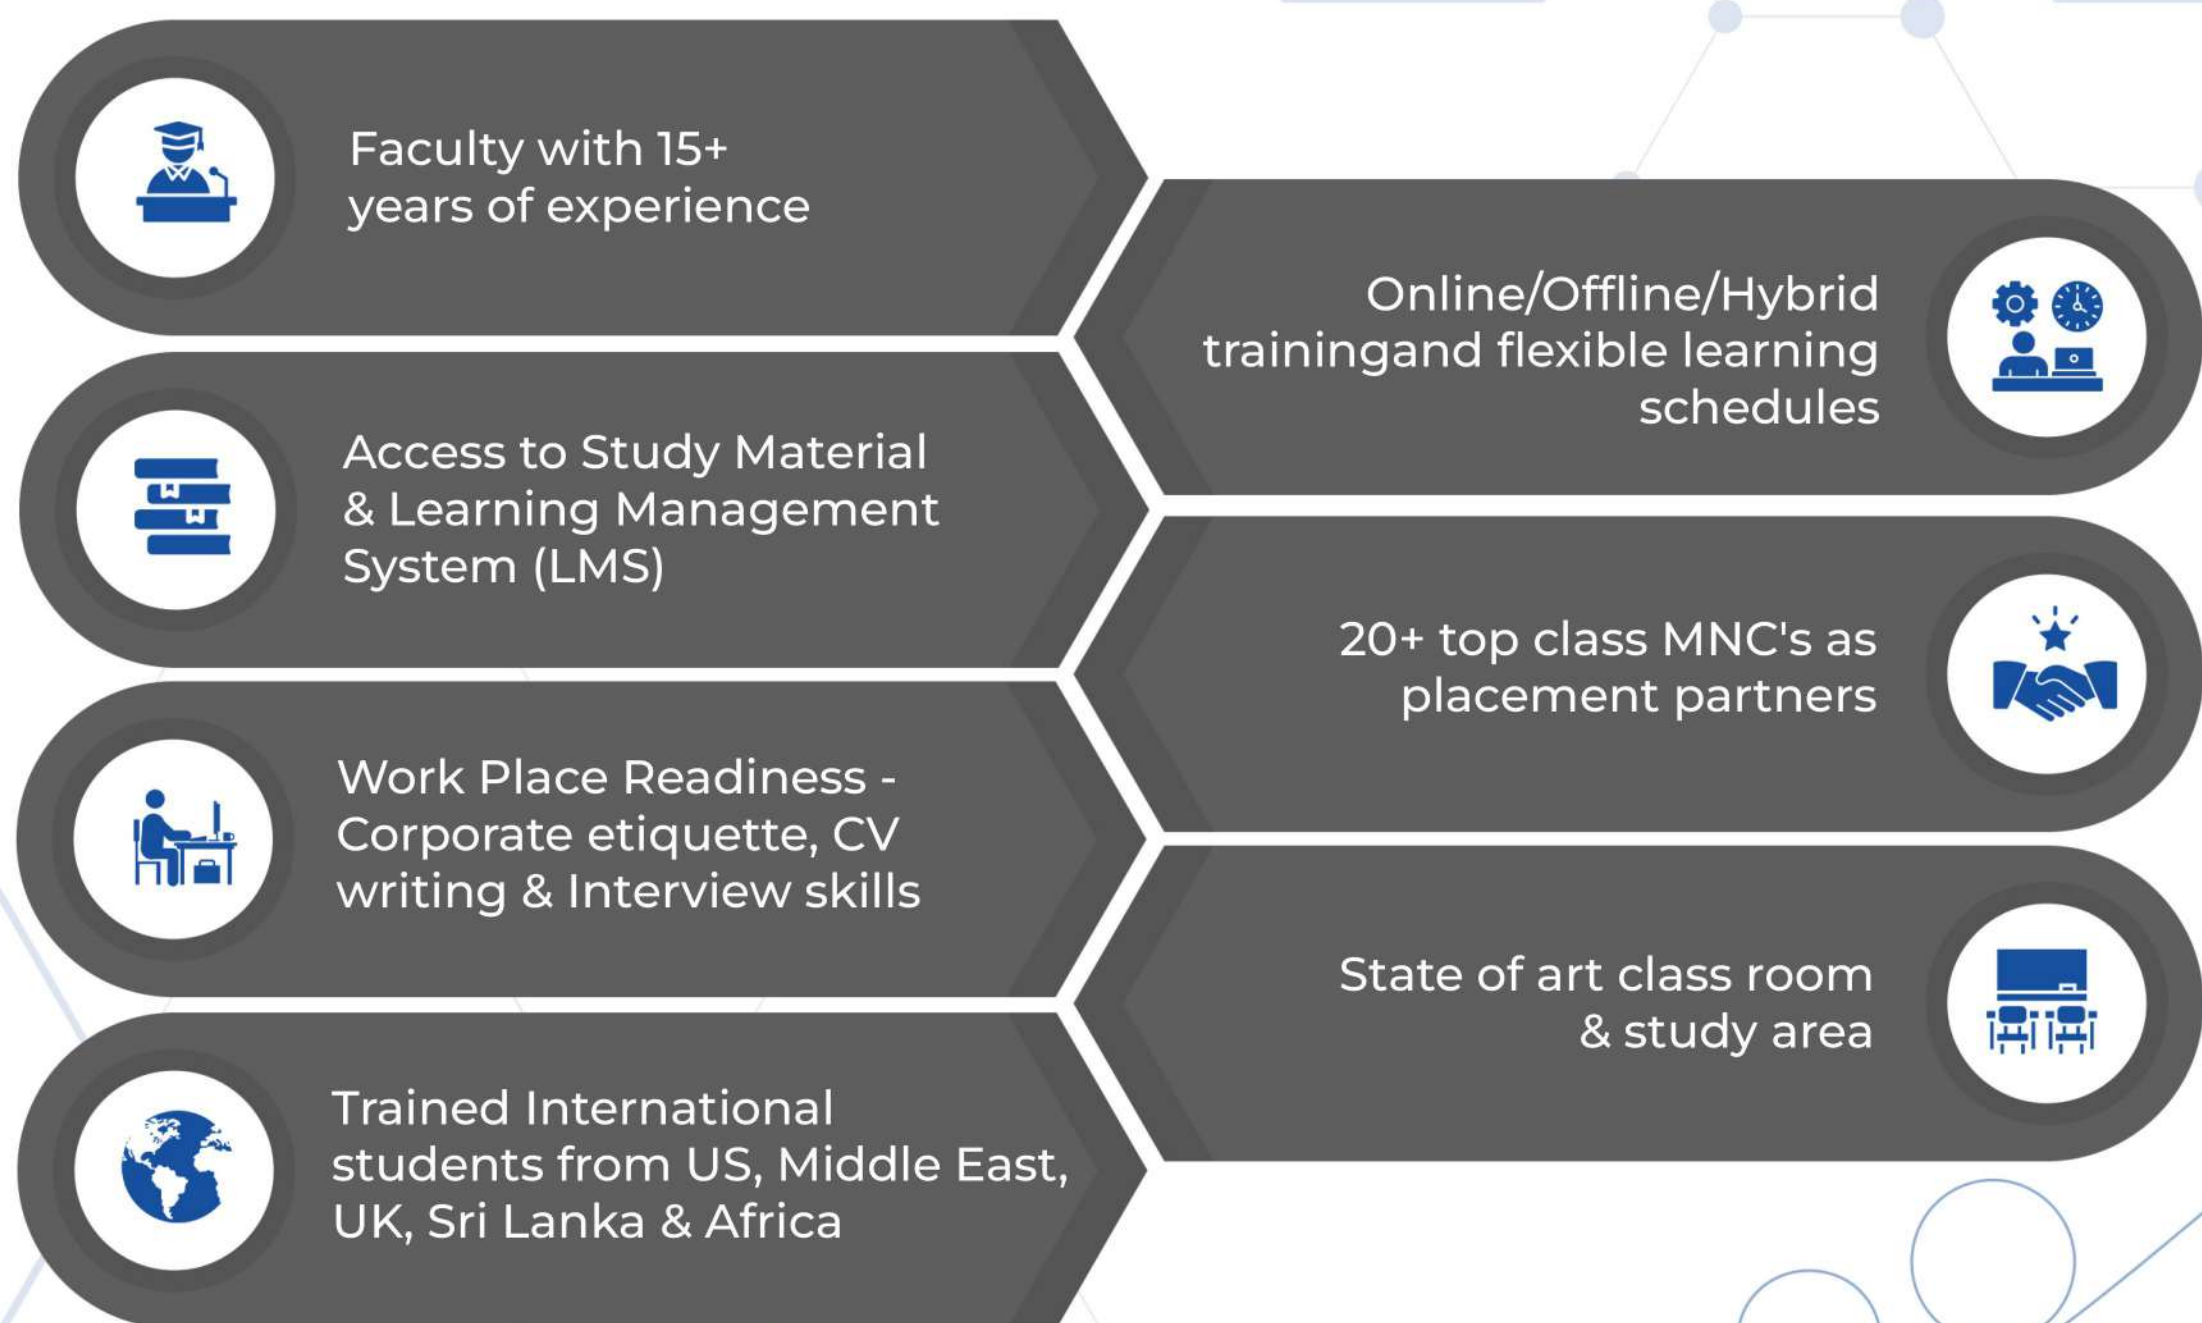 Faculty with 15+
years of experience
Online/Offline/Hybrid
trainingand flexible learning
schedules
Access to Study Material
& Learning Management
System (LMS)
20+ top class MNC's as
placement partners
Work Place Readiness -
Corporate etiquette, CV
writing & Interview skills
State of art class room
& study area
Trained International
students from US, Middle East,
UK, Sri Lanka & Africa